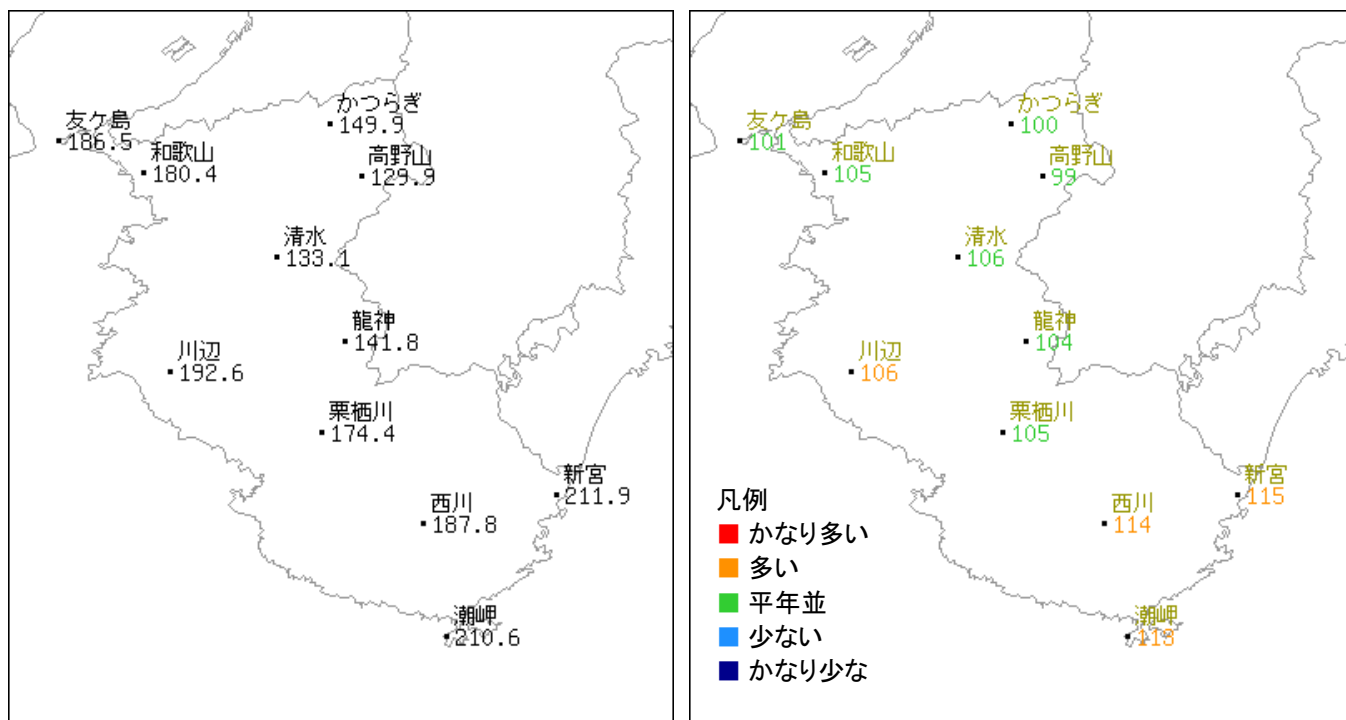 かつらぎ
149.9
友ケ島
186.5
和歌山
180.4
高野山
129.9
清水
133.1
龍神
141.8
川辺
192.6
栗栖川
174.4
新宮
211.9
西川
187.8
潮岬
210.6
かつらぎ
100
友ケ島
101
和歌山
105
高野山
99
清水
106
龍神
104
川辺
106
栗栖川
105
新宮
115
西川
114
潮岬
凡例
かなり多い
多い
平年並
少ない
かなり少な